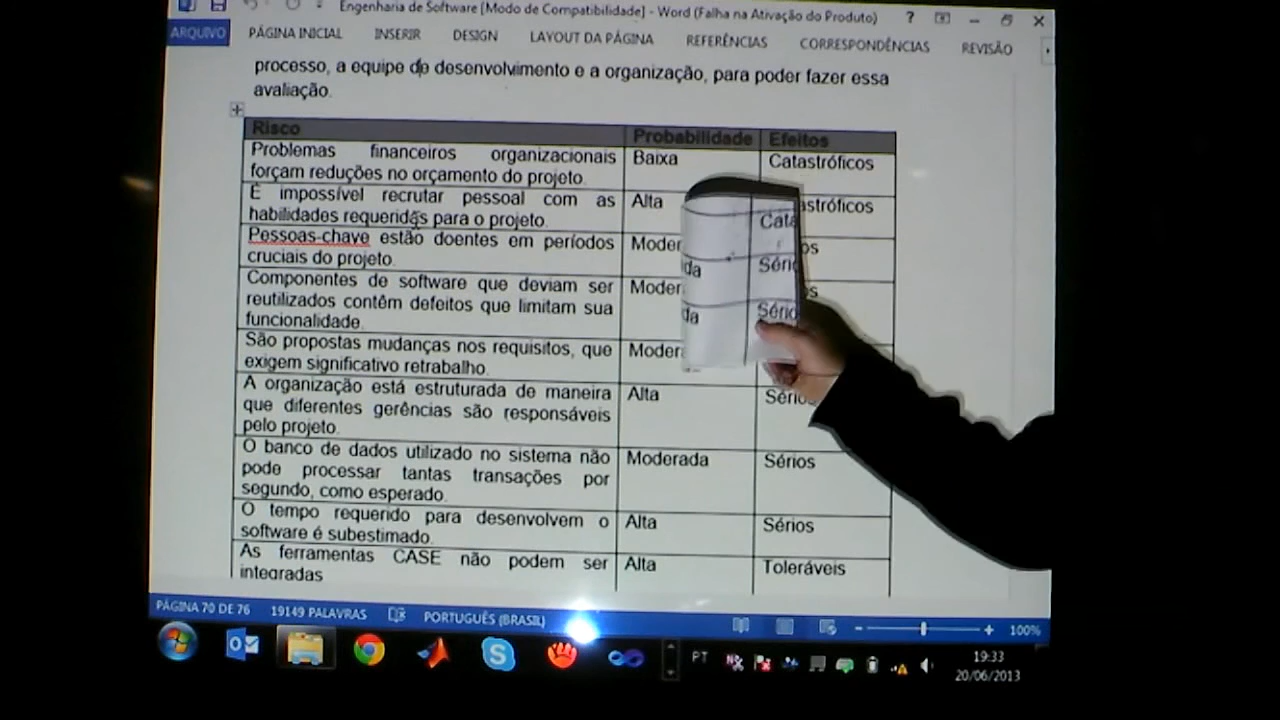 Engenharia de Software [Modo de Compatibilidade] - Word (Falha na Ativação do Produto)
ARQUIVO PÁGINA INICIAL INSERIR DESIGN LAYOUT DA PÁGINA REFERÊNCIAS CORRESPONDÊNCIAS REVISÃO
processo, a equipe de desenvolvimento e a organização, para poder fazer essa
avaliação.
Risco Probabilidade Efeitos
Problemas financeiros organizacionais Baixa Catastróficos
forçam reduções no orçamento do projeto.
É impossível recrutar pessoal com as Alta astróficos
habilidades requeridas para o projeto. Cata
Pessoas-chave estão doentes em períodos Moder os
cruciais do projeto. da Séric
Componentes de software que deviam ser Modera os
reutilizados contêm defeitos que limitam sua da Séric
funcionalidade.
São propostas mudanças nos requisitos, que Modera
exigem significativo retrabalho.
A organização está estruturada de maneira Alta Sérios
que diferentes gerências são responsáveis
pelo projeto.
O banco de dados utilizado no sistema não Moderada Sérios
pode processar tantas transações por
segundo, como esperado.
O tempo requerido para desenvolvem o Alta Sérios
software é subestimado.
As ferramentas CASE não podem ser Alta Toleráveis
integradas
PÁGINA 70 DE 76 19149 PALAVRAS PORTUGUÊS (BRASIL) 100%
PT 19:33
20/06/2013